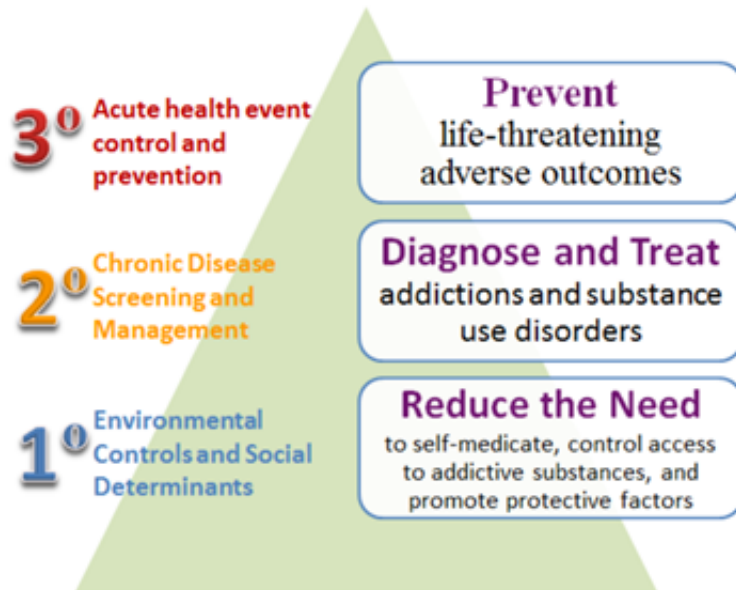 3⁰
Acute health event
control and
prevention
Prevent
life-threatening
adverse outcomes
2⁰
Chronic Disease
Screening and
Management
Diagnose and Treat
addictions and substance
use disorders
1⁰
Environmental
Controls and Social
Determinants
Reduce the Need
to self-medicate, control access
to addictive substances, and
promote protective factors